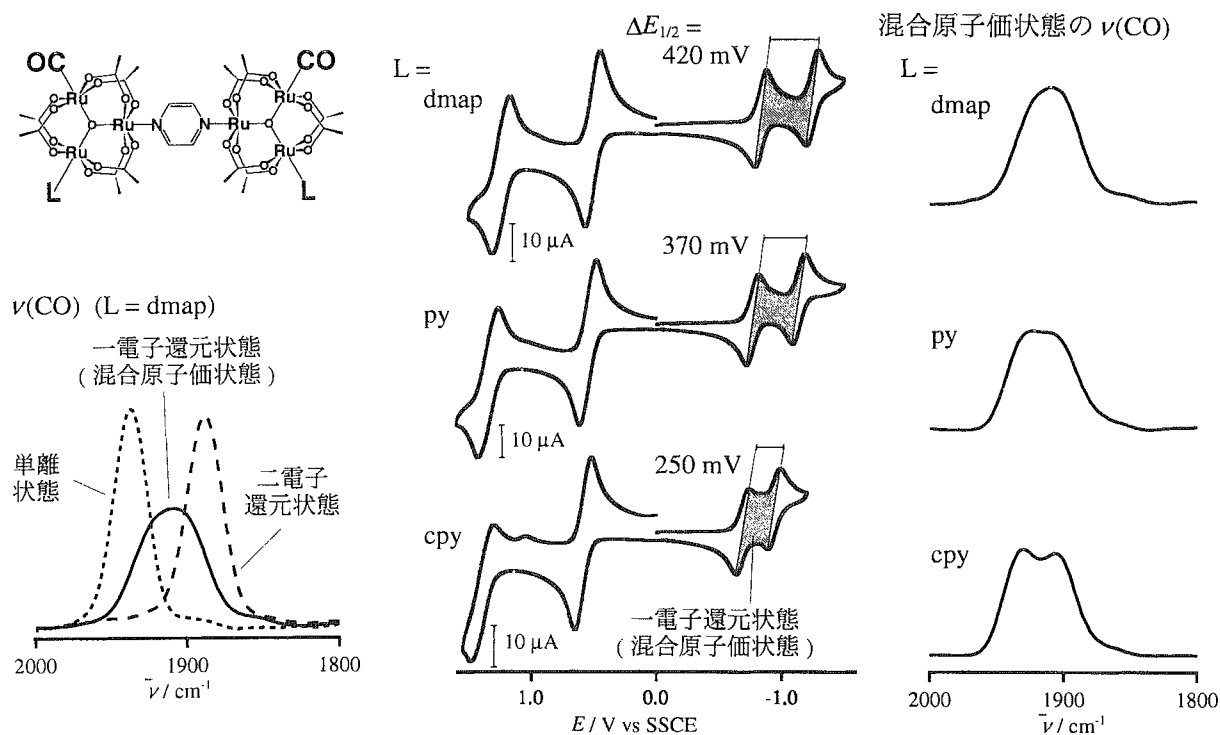 OC
CO
Ru
O
Ru
N
N
Ru
O
Ru
Ru
Ru
L
L
ν(CO) (L = dmap)
一電子還元状態
(混合原子価状態)
単離
状態
二電子
還元状態
2000 1900 1800
ν̄ / cm⁻¹
ΔE₁/₂ =
L =
dmap
420 mV
10 μA
py
370 mV
10 μA
cpy
250 mV
一電子還元状態
(混合原子価状態)
10 μA
1.0 0.0 -1.0
E / V vs SSCE
混合原子価状態の ν(CO)
L =
dmap
py
cpy
2000 1900 1800
ν̄ / cm⁻¹